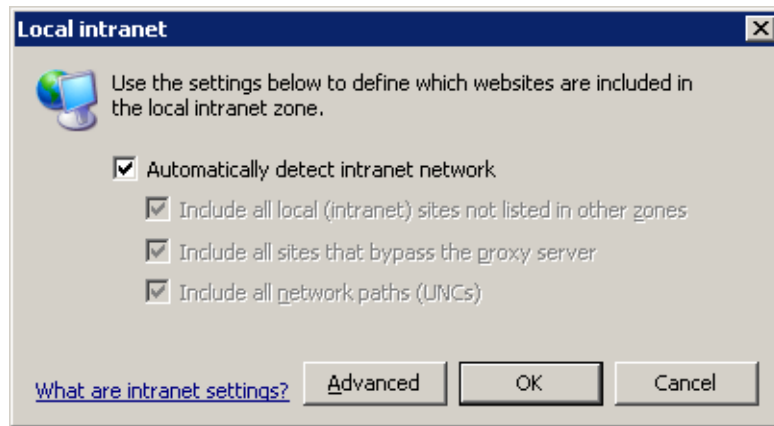 Local intranet
Use the settings below to define which websites are included in
the local intranet zone.
Automatically detect intranet network
Include all local (intranet) sites not listed in other zones
Include all sites that bypass the proxy server
Include all network paths (UNCs)
What are intranet settings?
Advanced
OK
Cancel